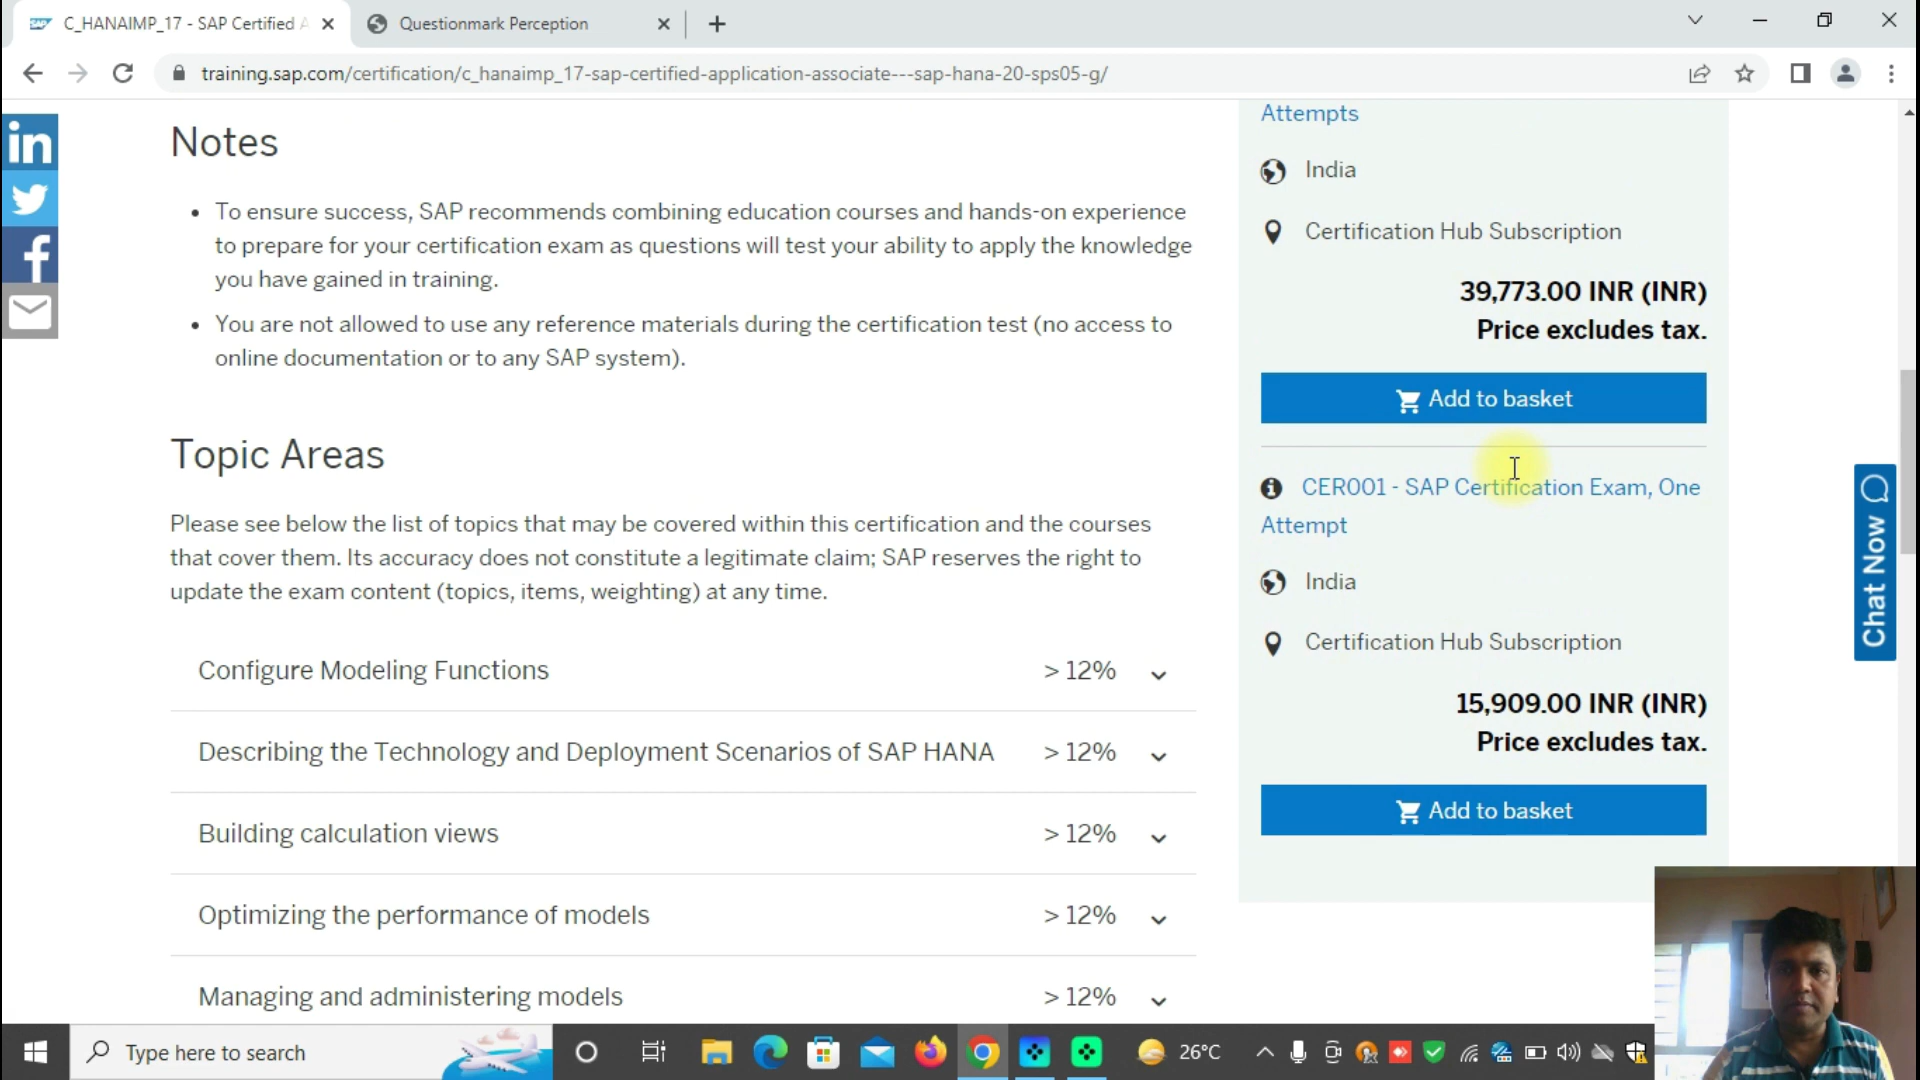 C_HANAIMP_17 - SAP Certified A
Questionmark Perception
training.sap.com/certification/c_hanaimp_17-sap-certified-application-associate---sap-hana-20-sps05-g/
in
f
Notes
• To ensure success, SAP recommends combining education courses and hands-on experience
to prepare for your certification exam as questions will test your ability to apply the knowledge
you have gained in training.
• You are not allowed to use any reference materials during the certification test (no access to
online documentation or to any SAP system).
Topic Areas
Please see below the list of topics that may be covered within this certification and the courses
that cover them. Its accuracy does not constitute a legitimate claim; SAP reserves the right to
update the exam content (topics, items, weighting) at any time.
Configure Modeling Functions > 12%
Describing the Technology and Deployment Scenarios of SAP HANA > 12%
Building calculation views > 12%
Optimizing the performance of models > 12%
Managing and administering models > 12%
Attempts
India
Certification Hub Subscription
39,773.00 INR (INR)
Price excludes tax.
Add to basket
CER001 - SAP Certification Exam, One
Attempt
India
Certification Hub Subscription
15,909.00 INR (INR)
Price excludes tax.
Add to basket
Chat Now
Type here to search
26°C